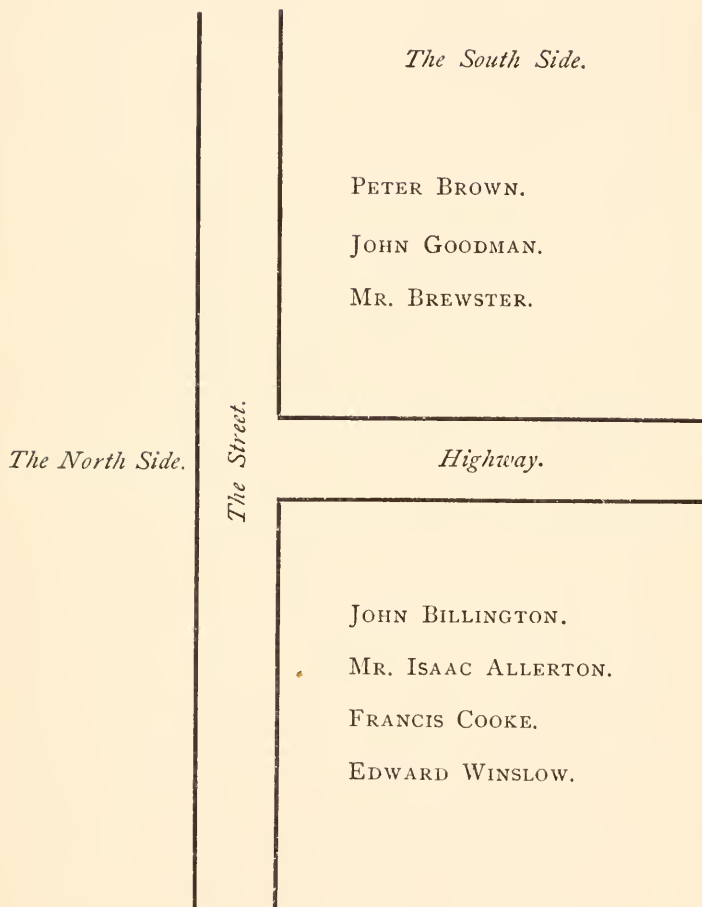 The South Side.
PETER BROWN.
JOHN GOODMAN.
MR. BREWSTER.
The North Side.
The Street.
Highway.
JOHN BILLINGTON.
MR. ISAAC ALLERTON.
FRANCIS COOKE.
EDWARD WINSLOW.